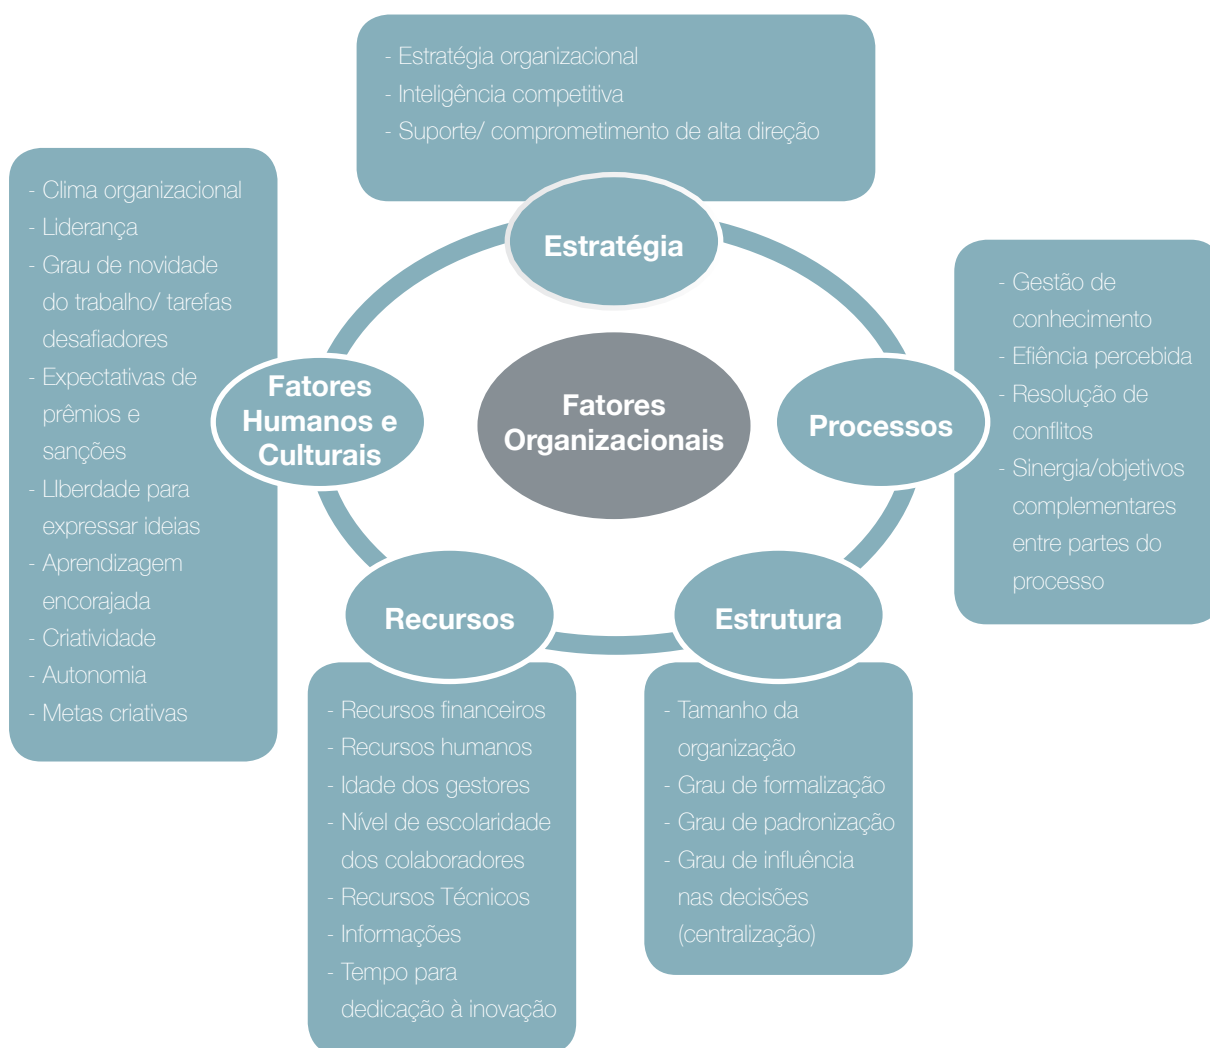 - Estratégia organizacional
- Inteligência competitiva
- Suporte/ comprometimento de alta direção
Estratégia
- Clima organizacional
- Liderança
- Grau de novidade
do trabalho/ tarefas
desafiadores
- Expectativas de
prêmios e
sanções
- LIberdade para
expressar ideias
- Aprendizagem
encorajada
- Criatividade
- Autonomia
- Metas criativas
Fatores
Humanos e
Culturais
Fatores
Organizacionais
Processos
- Gestão de
conhecimento
- Efiência percebida
- Resolução de
conflitos
- Sinergia/objetivos
complementares
entre partes do
processo
Recursos
- Recursos financeiros
- Recursos humanos
- Idade dos gestores
- Nível de escolaridade
dos colaboradores
- Recursos Técnicos
- Informações
- Tempo para
dedicação à inovação
Estrutura
- Tamanho da
organização
- Grau de formalização
- Grau de padronização
- Grau de influência
nas decisões
(centralização)